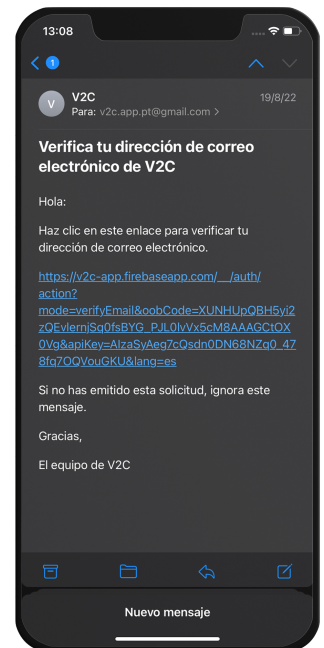 13:08
1
V
V2C
19/8/22
Para: v2c.app.pt@gmail.com >
Verifica tu dirección de correo
electrónico de V2C
Hola:
Haz clic en este enlace para verificar tu
dirección de correo electrónico.
https://v2c-app.firebaseapp.com/__/auth/
action?
mode=verifyEmail&oobCode=XUNHUpQBH5yi2
zQEvlernjSq0fsBYG_PJL0lvVx5cM8AAAGCtOX
0Vg&apiKey=AIzaSyAeg7cQsdn0DN68NZq0_47
8fq7OQVouGKU&lang=es
Si no has emitido esta solicitud, ignora este
mensaje.
Gracias,
El equipo de V2C
Nuevo mensaje